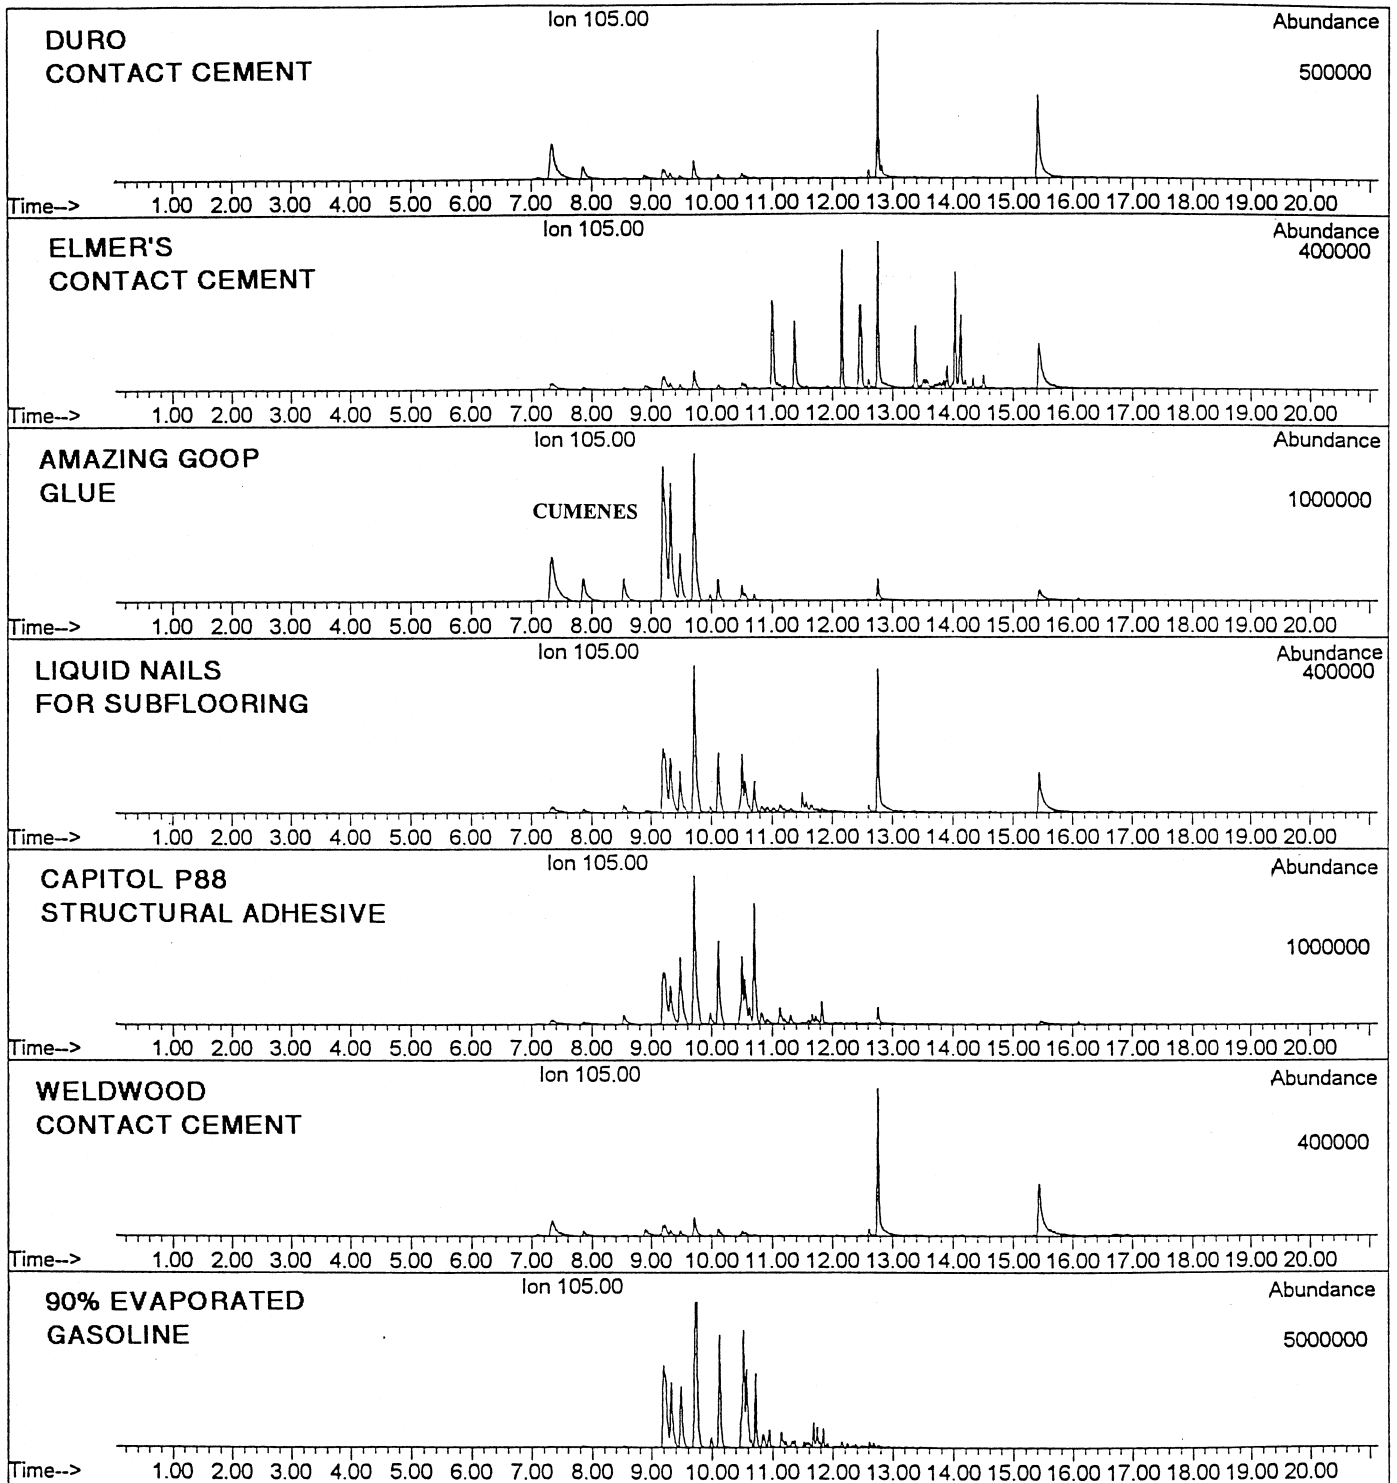 Ion 105.00
Abundance
DURO
CONTACT CEMENT
500000
Time--> 1.00 2.00 3.00 4.00 5.00 6.00 7.00 8.00 9.00 10.00 11.00 12.00 13.00 14.00 15.00 16.00 17.00 18.00 19.00 20.00
Ion 105.00
Abundance
ELMER'S
400000
CONTACT CEMENT
Time--> 1.00 2.00 3.00 4.00 5.00 6.00 7.00 8.00 9.00 10.00 11.00 12.00 13.00 14.00 15.00 16.00 17.00 18.00 19.00 20.00
Ion 105.00
Abundance
AMAZING GOOP
GLUE
1000000
CUMENES
Time--> 1.00 2.00 3.00 4.00 5.00 6.00 7.00 8.00 9.00 10.00 11.00 12.00 13.00 14.00 15.00 16.00 17.00 18.00 19.00 20.00
Ion 105.00
Abundance
LIQUID NAILS
400000
FOR SUBFLOORING
Time--> 1.00 2.00 3.00 4.00 5.00 6.00 7.00 8.00 9.00 10.00 11.00 12.00 13.00 14.00 15.00 16.00 17.00 18.00 19.00 20.00
Ion 105.00
Abundance
CAPITOL P88
STRUCTURAL ADHESIVE
1000000
Time--> 1.00 2.00 3.00 4.00 5.00 6.00 7.00 8.00 9.00 10.00 11.00 12.00 13.00 14.00 15.00 16.00 17.00 18.00 19.00 20.00
Ion 105.00
Abundance
WELDWOOD
CONTACT CEMENT
400000
Time--> 1.00 2.00 3.00 4.00 5.00 6.00 7.00 8.00 9.00 10.00 11.00 12.00 13.00 14.00 15.00 16.00 17.00 18.00 19.00 20.00
Ion 105.00
Abundance
90% EVAPORATED
GASOLINE
5000000
Time--> 1.00 2.00 3.00 4.00 5.00 6.00 7.00 8.00 9.00 10.00 11.00 12.00 13.00 14.00 15.00 16.00 17.00 18.00 19.00 20.00